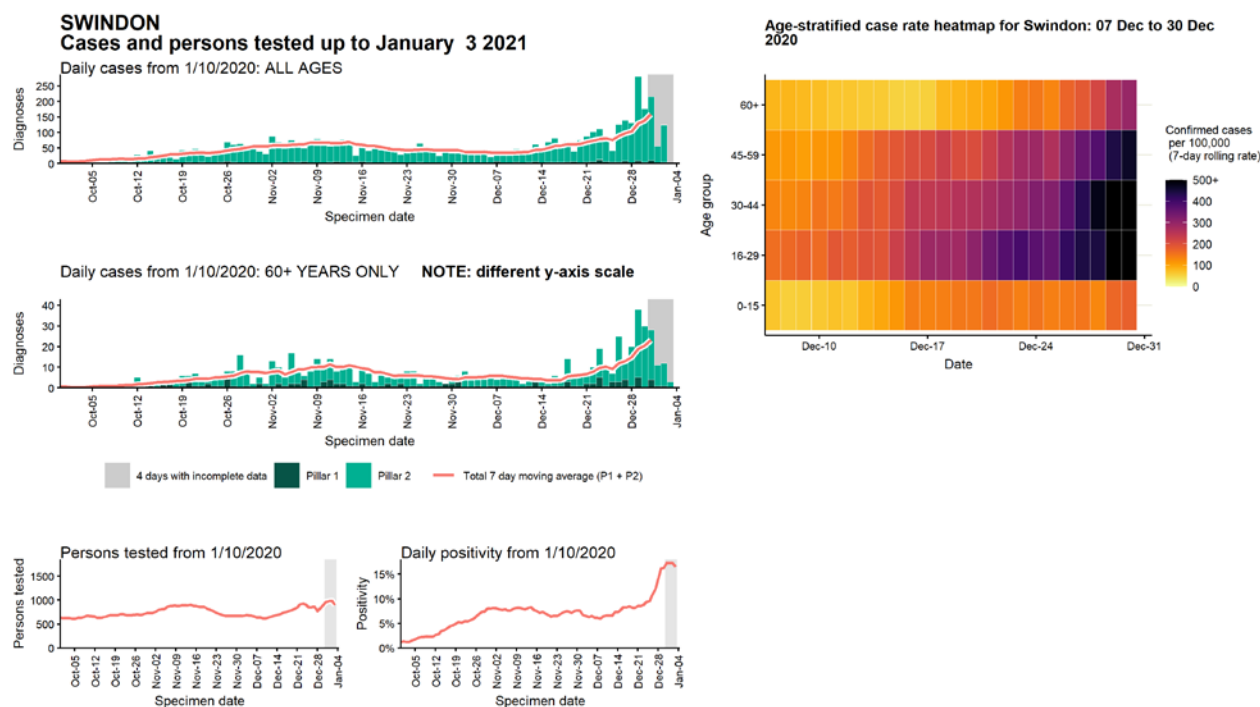 SWINDON
Cases and persons tested up to January 3 2021
Daily cases from 1/10/2020: ALL AGES
Diagnoses
250
200
150
100
50
0
Oct-05
Oct-12
Oct-19
Oct-26
Nov-02
Nov-09
Nov-16
Nov-23
Nov-30
Dec-07
Dec-14
Dec-21
Dec-28
Jan-04
Specimen date
Daily cases from 1/10/2020: 60+ YEARS ONLY NOTE: different y-axis scale
Diagnoses
40
30
20
10
0
Oct-05
Oct-12
Oct-19
Oct-26
Nov-02
Nov-09
Nov-16
Nov-23
Nov-30
Dec-07
Dec-14
Dec-21
Dec-28
Jan-04
Specimen date
4 days with incomplete data
Pillar 1
Pillar 2
Total 7 day moving average (P1 + P2)
Persons tested from 1/10/2020
Persons tested
1500
1000
500
0
Oct-05
Oct-12
Oct-19
Oct-26
Nov-02
Nov-09
Nov-16
Nov-23
Nov-30
Dec-07
Dec-14
Dec-21
Dec-28
Jan-04
Specimen date
Daily positivity from 1/10/2020
Positivity
15%
10%
5%
0%
Oct-05
Oct-12
Oct-19
Oct-26
Nov-02
Nov-09
Nov-16
Nov-23
Nov-30
Dec-07
Dec-14
Dec-21
Dec-28
Jan-04
Specimen date
Age-stratified case rate heatmap for Swindon: 07 Dec to 30 Dec
2020
Age group
60+
45-59
30-44
16-29
0-15
Dec-10
Dec-17
Dec-24
Dec-31
Date
Confirmed cases
per 100,000
(7-day rolling rate)
500+
400
300
200
100
0